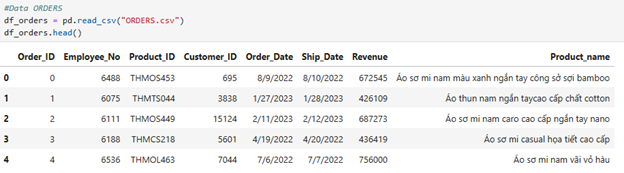 #Data ORDERS
df_orders = pd.read_csv("ORDERS.csv")
df_orders.head()
Order_ID Employee_No Product_ID Customer_ID Order_Date Ship_Date Revenue Product_name
0 0 6488 THMOS453 695 8/9/2022 8/10/2022 672545 Áo sơ mi nam màu xanh ngắn tay công sở sợi bamboo
1 1 6075 THMTS044 3838 1/27/2023 1/28/2023 426109 Áo thun nam ngắn taycao cấp chất cotton
2 2 6111 THMOS449 15124 2/11/2023 2/12/2023 687273 Áo sơ mi nam caro cao cấp ngắn tay nano
3 3 6188 THMCS218 5601 4/19/2022 4/20/2022 436419 Áo sơ mi casual họa tiết cao cấp
4 4 6536 THMOL463 7044 7/6/2022 7/7/2022 756000 Áo sơ mi nam vải vỏ hàu